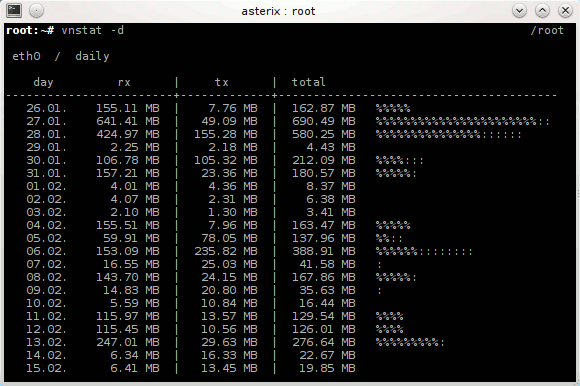 asterix : root
root:~# vnstat -d /root
eth0 / daily
day rx | tx | total
------------------------+-------------+----------------------------------------
26.01. 155.11 MB | 7.76 MB | 162.87 MB %%%%%
27.01. 641.41 MB | 49.09 MB | 690.49 MB %%%%%%%%%%%%%%%%%%%%%%%::
28.01. 424.97 MB | 155.28 MB | 580.25 MB %%%%%%%%%%%%%%%::::::
29.01. 2.25 MB | 2.18 MB | 4.43 MB
30.01. 106.78 MB | 105.32 MB | 212.09 MB %%%%:::
31.01. 157.21 MB | 23.36 MB | 180.57 MB %%%%%:
01.02. 4.01 MB | 4.36 MB | 8.37 MB
02.02. 4.07 MB | 2.31 MB | 6.38 MB
03.02. 2.10 MB | 1.30 MB | 3.41 MB
04.02. 155.51 MB | 7.96 MB | 163.47 MB %%%%%
05.02. 59.91 MB | 78.05 MB | 137.96 MB %%::
06.02. 153.09 MB | 235.82 MB | 388.91 MB %%%%%%::::::::
07.02. 16.55 MB | 25.03 MB | 41.58 MB :
08.02. 143.70 MB | 24.15 MB | 167.86 MB %%%%%:
09.02. 14.83 MB | 20.80 MB | 35.63 MB :
10.02. 5.59 MB | 10.84 MB | 16.44 MB
11.02. 115.97 MB | 13.57 MB | 129.54 MB %%%%
12.02. 115.45 MB | 10.56 MB | 126.01 MB %%%%
13.02. 247.01 MB | 29.63 MB | 276.64 MB %%%%%%%%%:
14.02. 6.34 MB | 16.33 MB | 22.67 MB
15.02. 6.41 MB | 13.45 MB | 19.85 MB